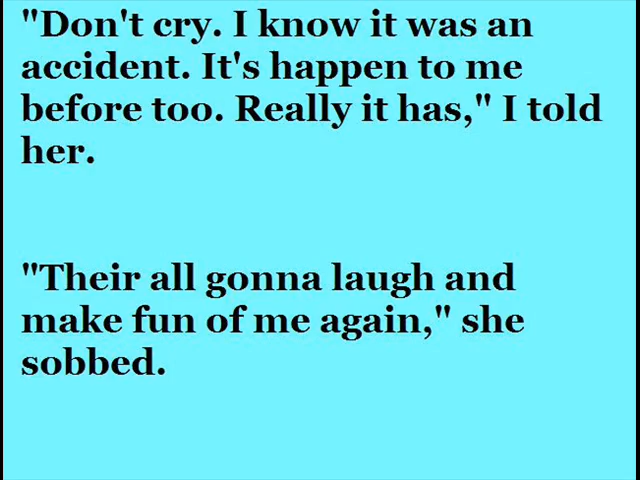 "Don't cry. I know it was an
accident. It's happen to me
before too. Really it has," I told
her.
"Their all gonna laugh and
make fun of me again," she
sobbed.